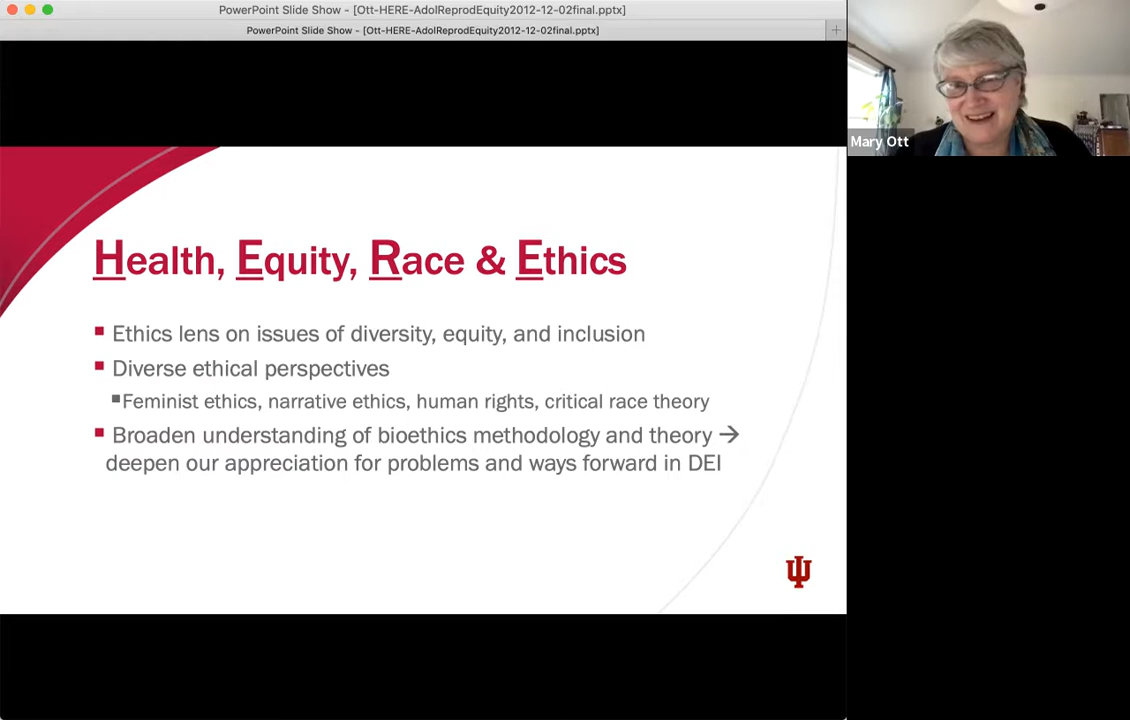 PowerPoint Slide Show - [Ott-HERE-AdolReprodEquity2012-12-02final.pptx]
PowerPoint Slide Show - [Ott-HERE-AdolReprodEquity2012-12-02final.pptx]
Mary Ott
Health, Equity, Race & Ethics
Ethics lens on issues of diversity, equity, and inclusion
Diverse ethical perspectives
Feminist ethics, narrative ethics, human rights, critical race theory
Broaden understanding of bioethics methodology and theory →
deepen our appreciation for problems and ways forward in DEI